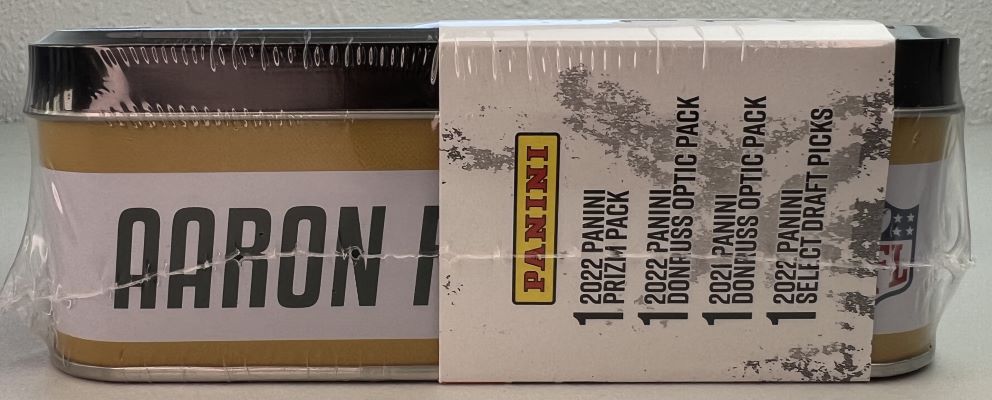 AARON
PANINI
1 2022 PANINI
PRIZM PACK
1 2022 PANINI
DONRUSS OPTIC PACK
1 2021 PANINI
DONRUSS OPTIC PACK
1 2022 PANINI
SELECT DRAFT PICKS